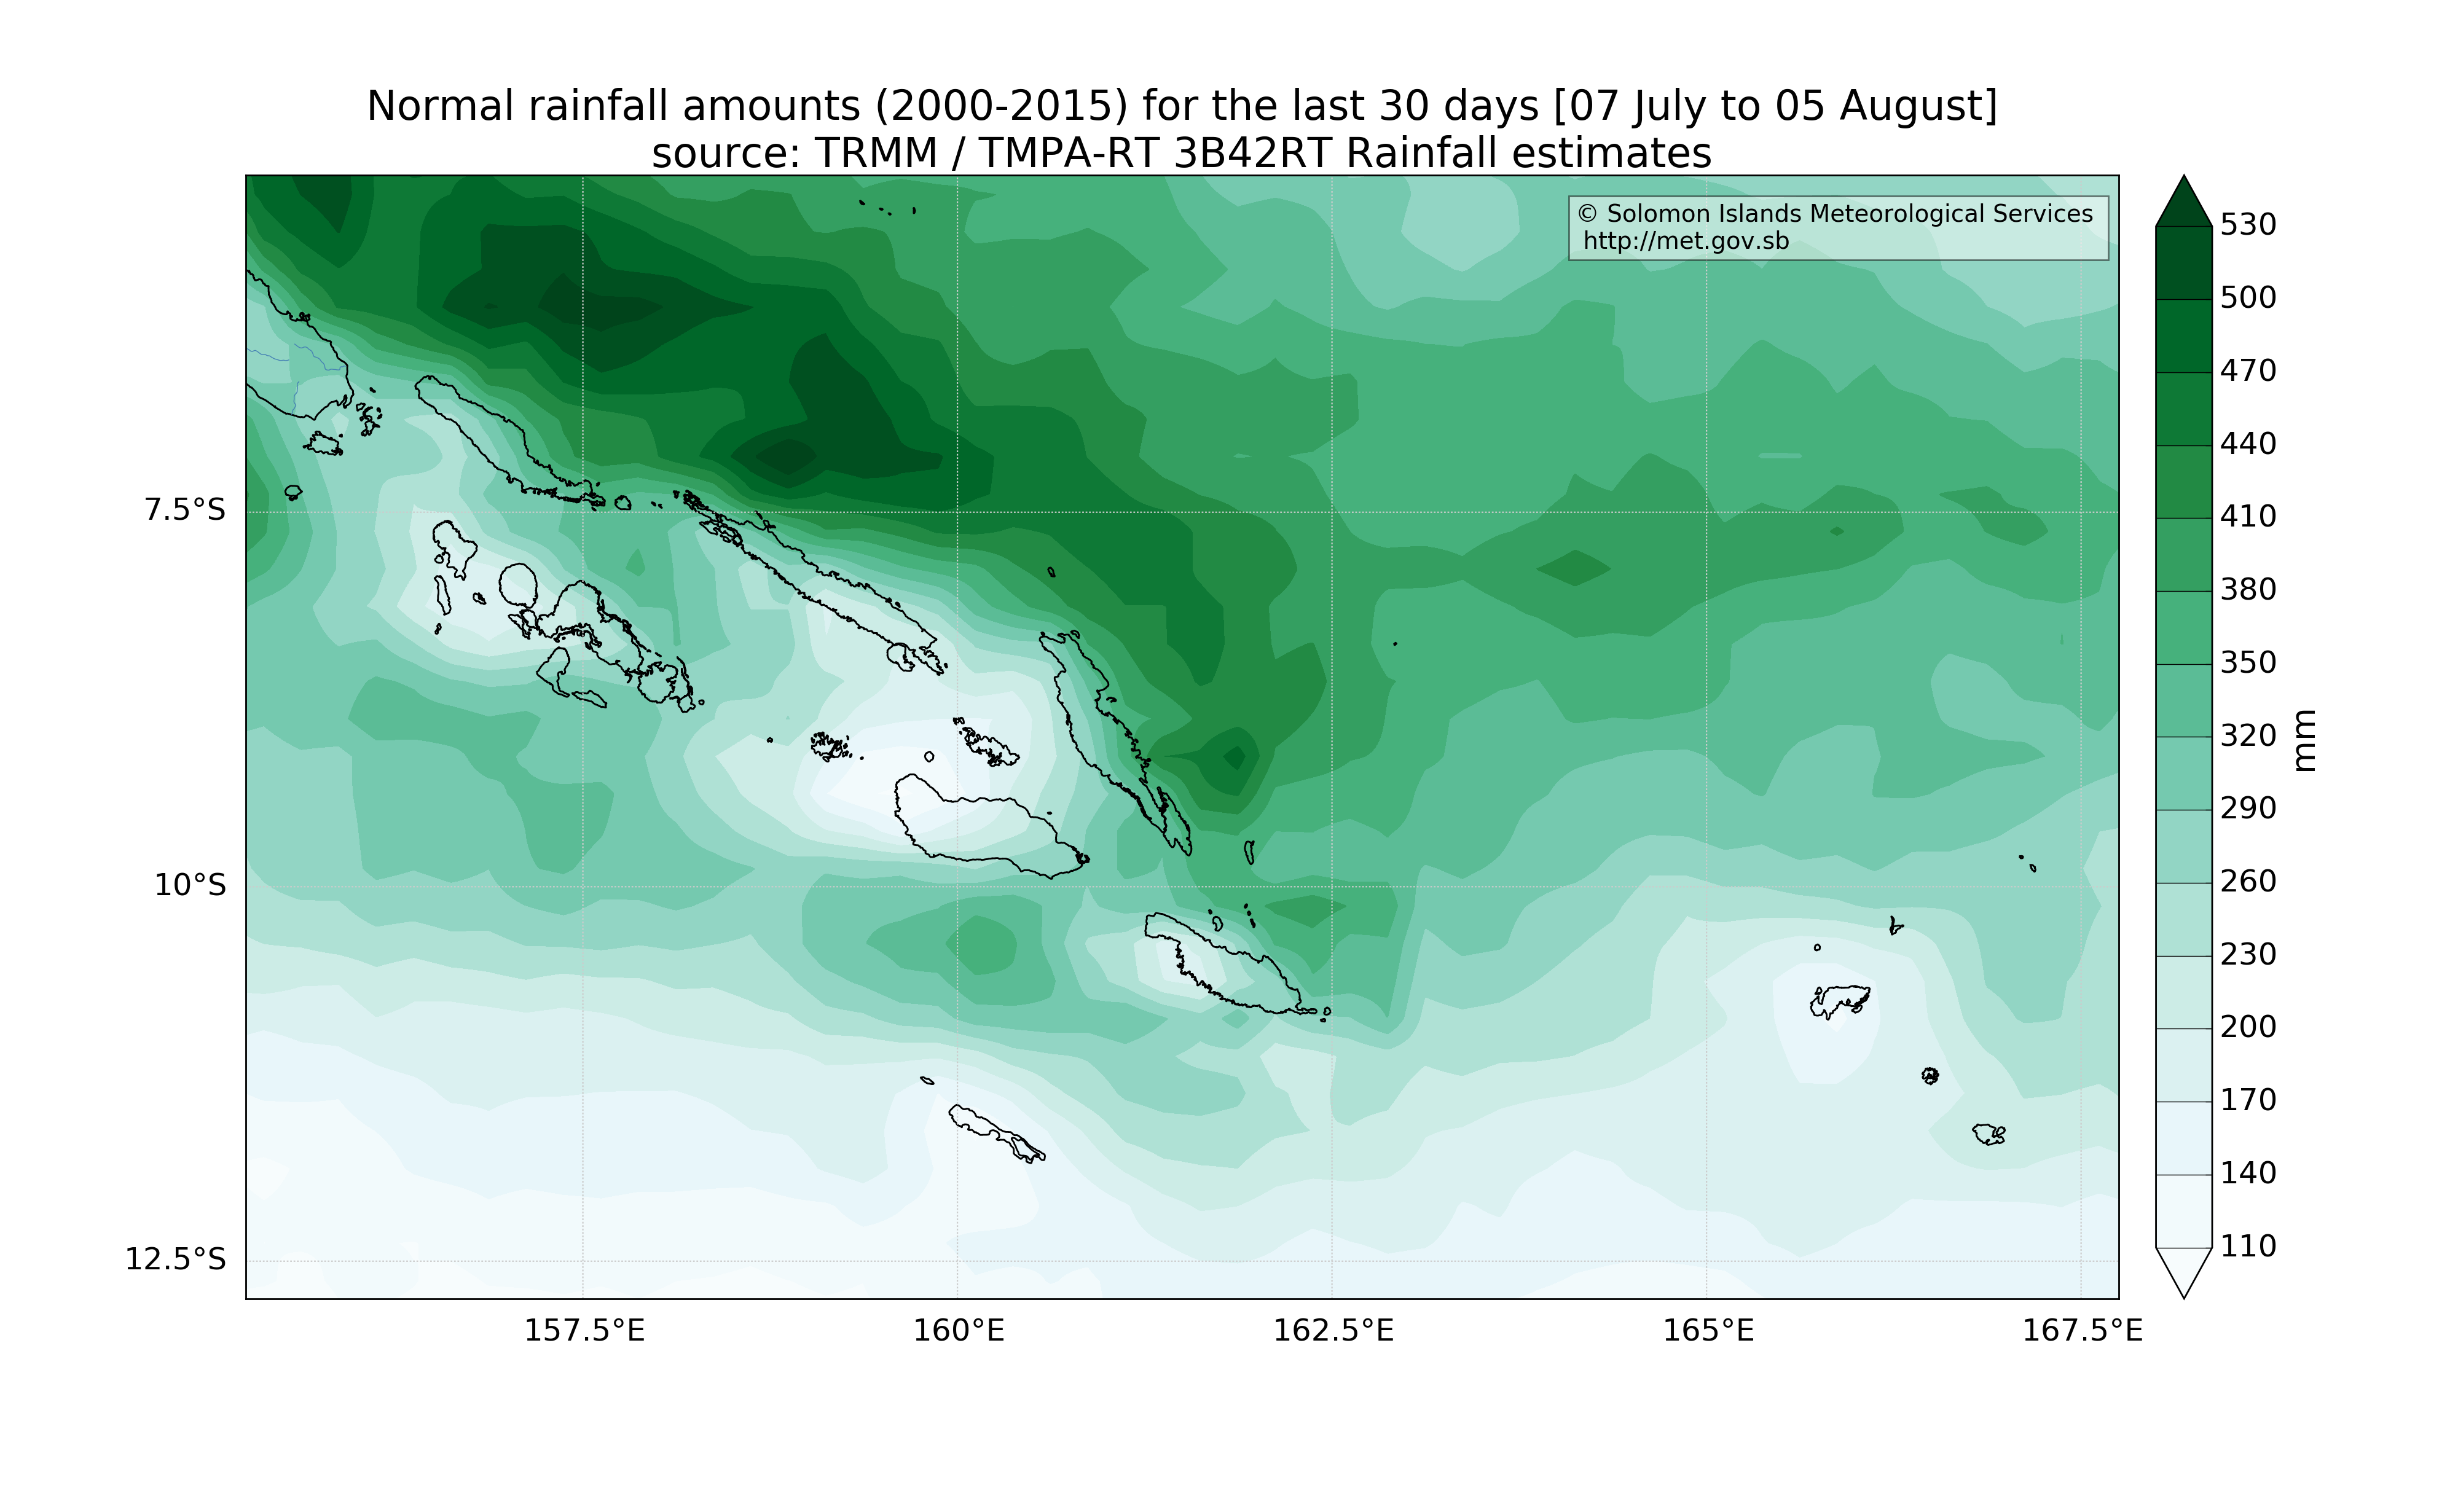 Normal rainfall amounts (2000-2015) for the last 30 days [07 July to 05 August]
source: TRMM / TMPA-RT 3B42RT Rainfall estimates
© Solomon Islands Meteorological Services
http://met.gov.sb
7.5°S
10°S
12.5°S
157.5°E
160°E
162.5°E
165°E
167.5°E
530
500
470
440
410
380
350
320
290
260
230
200
170
140
110
mm